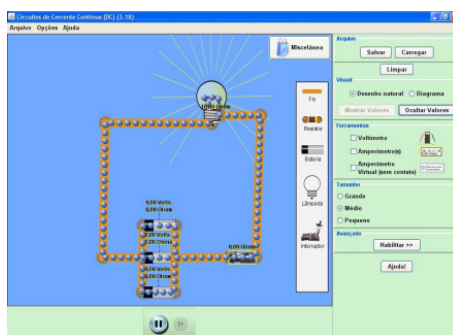 Circuitos de Corrente Contínua (DC) (3.18)
Arquivo Opções Ajuda
Miscelânea
Fio
Resistor
Bateria
Lâmpada
Interruptor
10,0 Ohms
9,00 Volts
0,00 Ohms
9,00 Volts
0,00 Ohms
9,00 Volts
0,00 Ohms
0,00 Ohms
Arquivo
Salvar Carregar
Limpar
Visual
Desenho natural Diagrama
Mostrar Valores Ocultar Valores
Ferramentas
Voltímetro
Amperímetro(s)
Amperímetro
Virtual (sem contato)
Tamanho
Grande
Médio
Pequeno
Avançado
Habilitar >>
Ajuda!